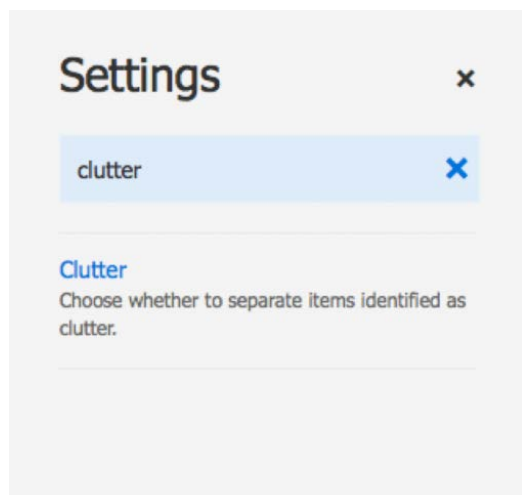 Settings
clutter
Clutter
Choose whether to separate items identified as
clutter.